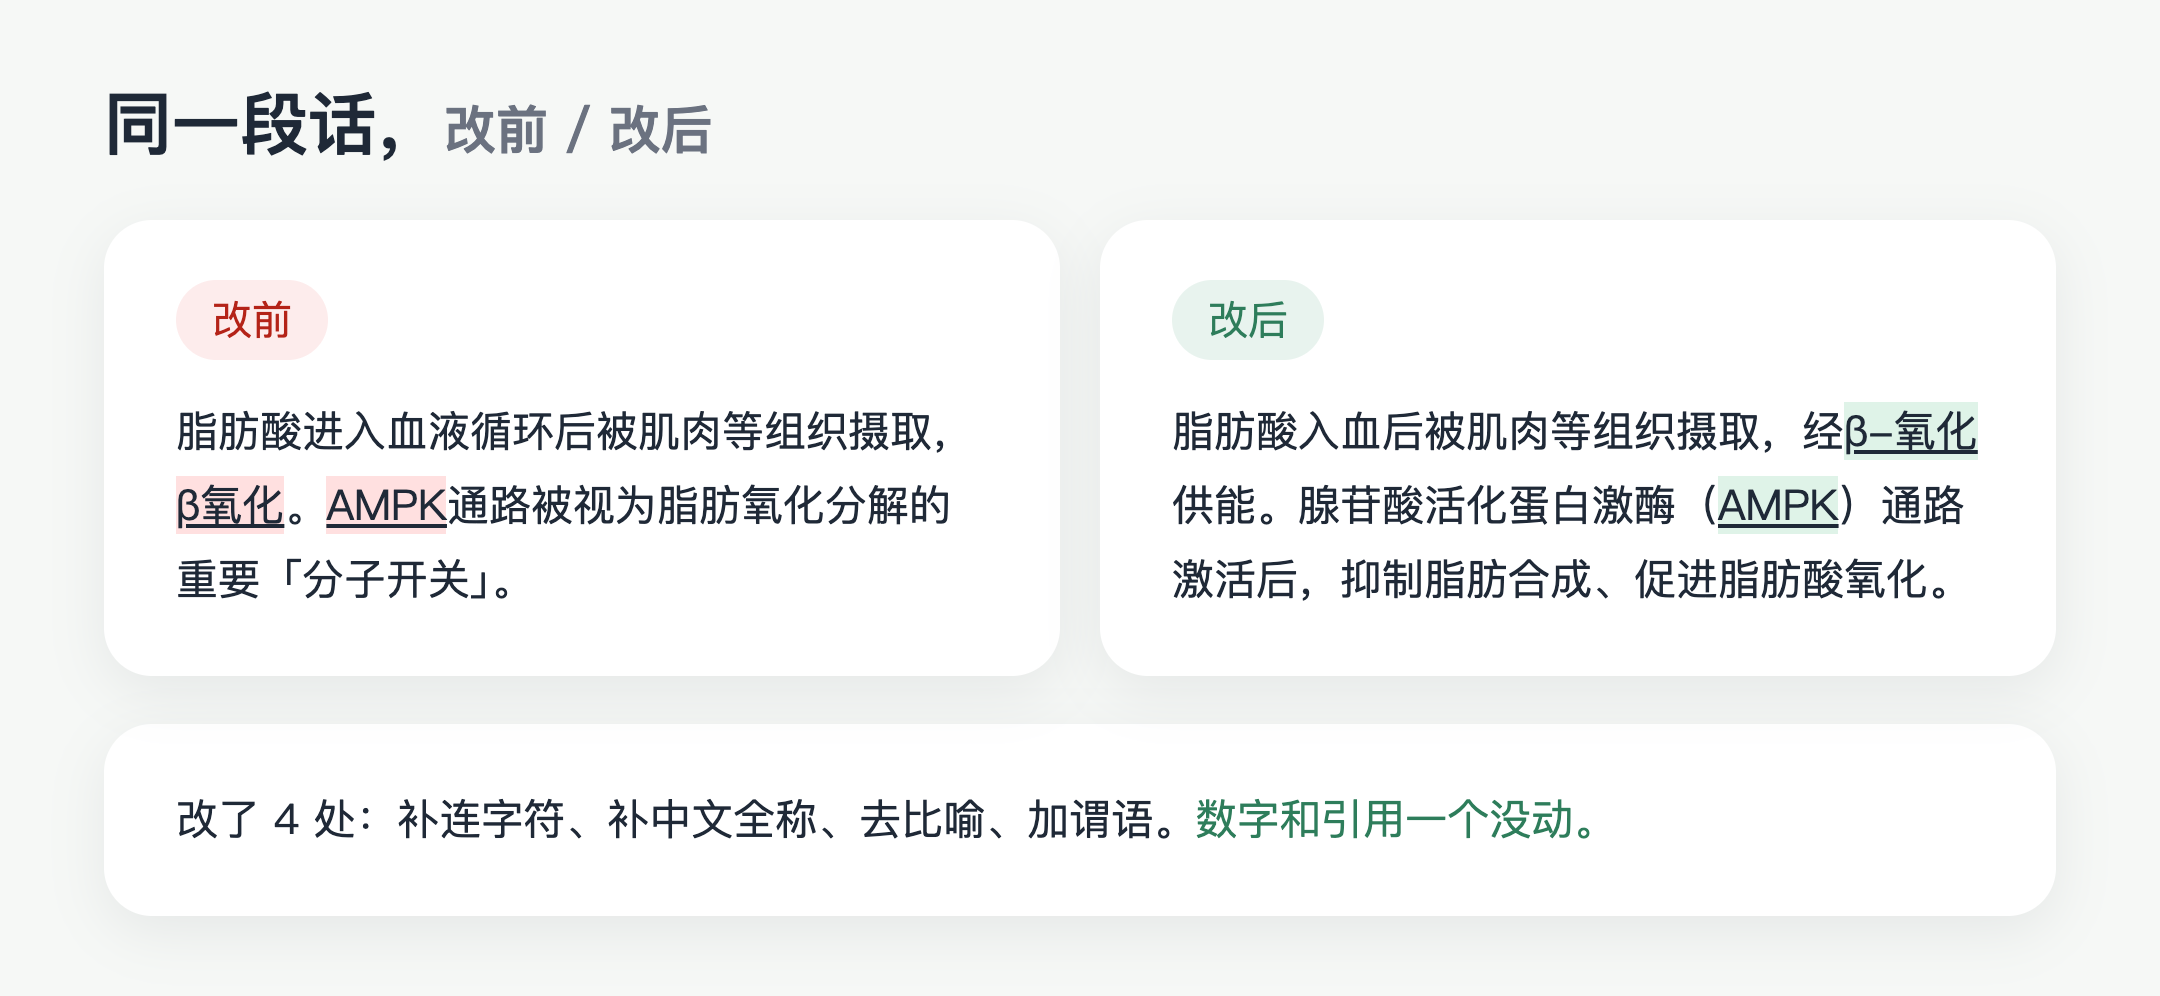 同一段话，改前 / 改后
改前
脂肪酸进入血液循环后被肌肉等组织摄取，
β氧化。AMPK通路被视为脂肪氧化分解的
重要「分子开关」。
改后
脂肪酸入血后被肌肉等组织摄取，经β-氧化
供能。腺苷酸活化蛋白激酶（AMPK）通路
激活后，抑制脂肪合成、促进脂肪酸氧化。
改了 4 处：补连字符、补中文全称、去比喻、加谓语。数字和引用一个没动。